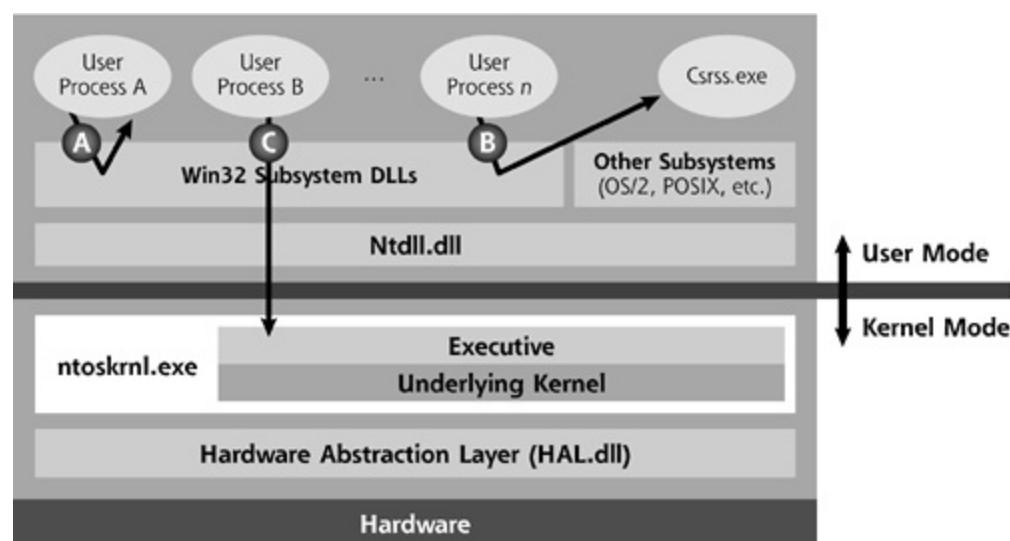 User
Process A
User
Process B
...
User
Process n
Csrss.exe
A
C
B
Win32 Subsystem DLLs
Other Subsystems
(OS/2, POSIX, etc.)
Ntdll.dll
User Mode
Kernel Mode
ntoskrnl.exe
Executive
Underlying Kernel
Hardware Abstraction Layer (HAL.dll)
Hardware